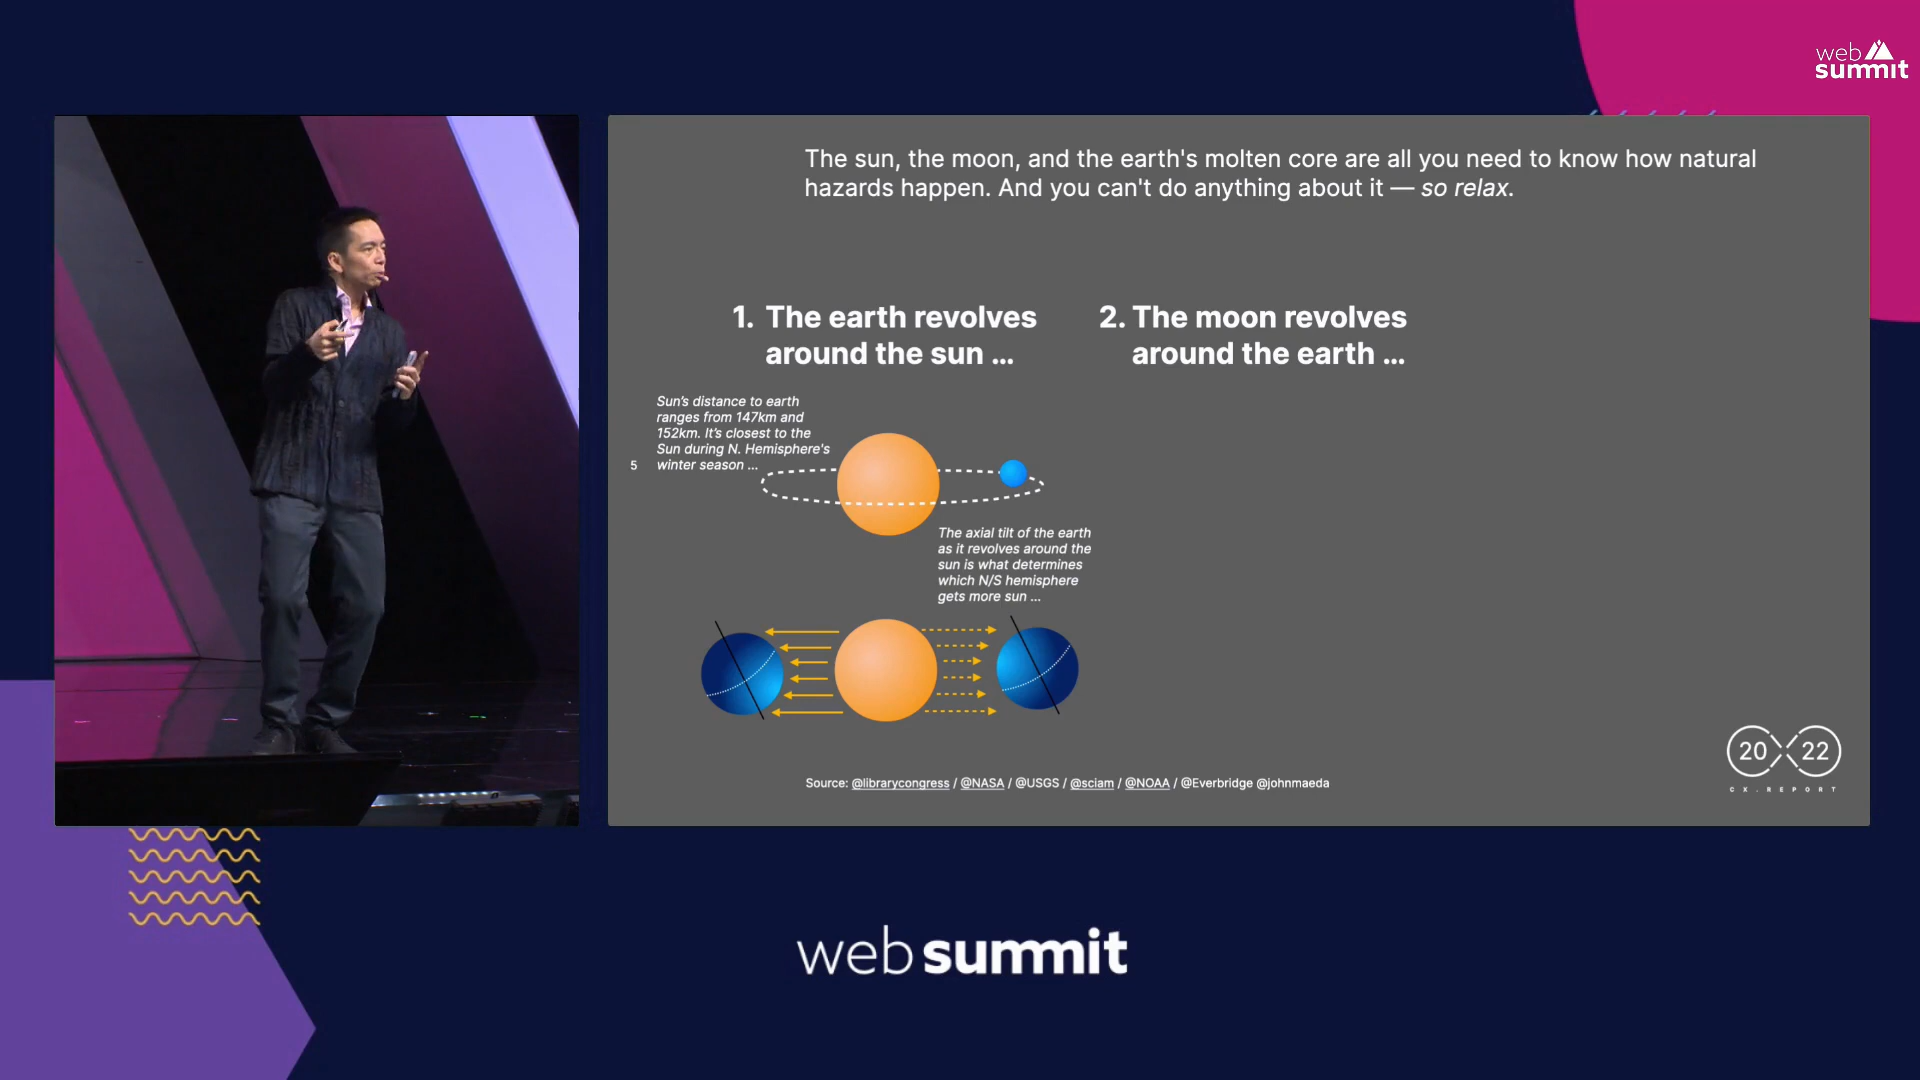 web
summit
The sun, the moon, and the earth's molten core are all you need to know how natural
hazards happen. And you can't do anything about it — so relax.
1. The earth revolves
around the sun ...
2. The moon revolves
around the earth ...
Sun's distance to earth
ranges from 147km and
152km. It's closest to the
Sun during N. Hemisphere's
winter season ...
5
The axial tilt of the earth
as it revolves around the
sun is what determines
which N/S hemisphere
gets more sun ...
Source: @librarycongress / @NASA / @USGS / @sciam / @NOAA / @Everbridge @johnmaeda
20 22
CX.REPORT
web summit